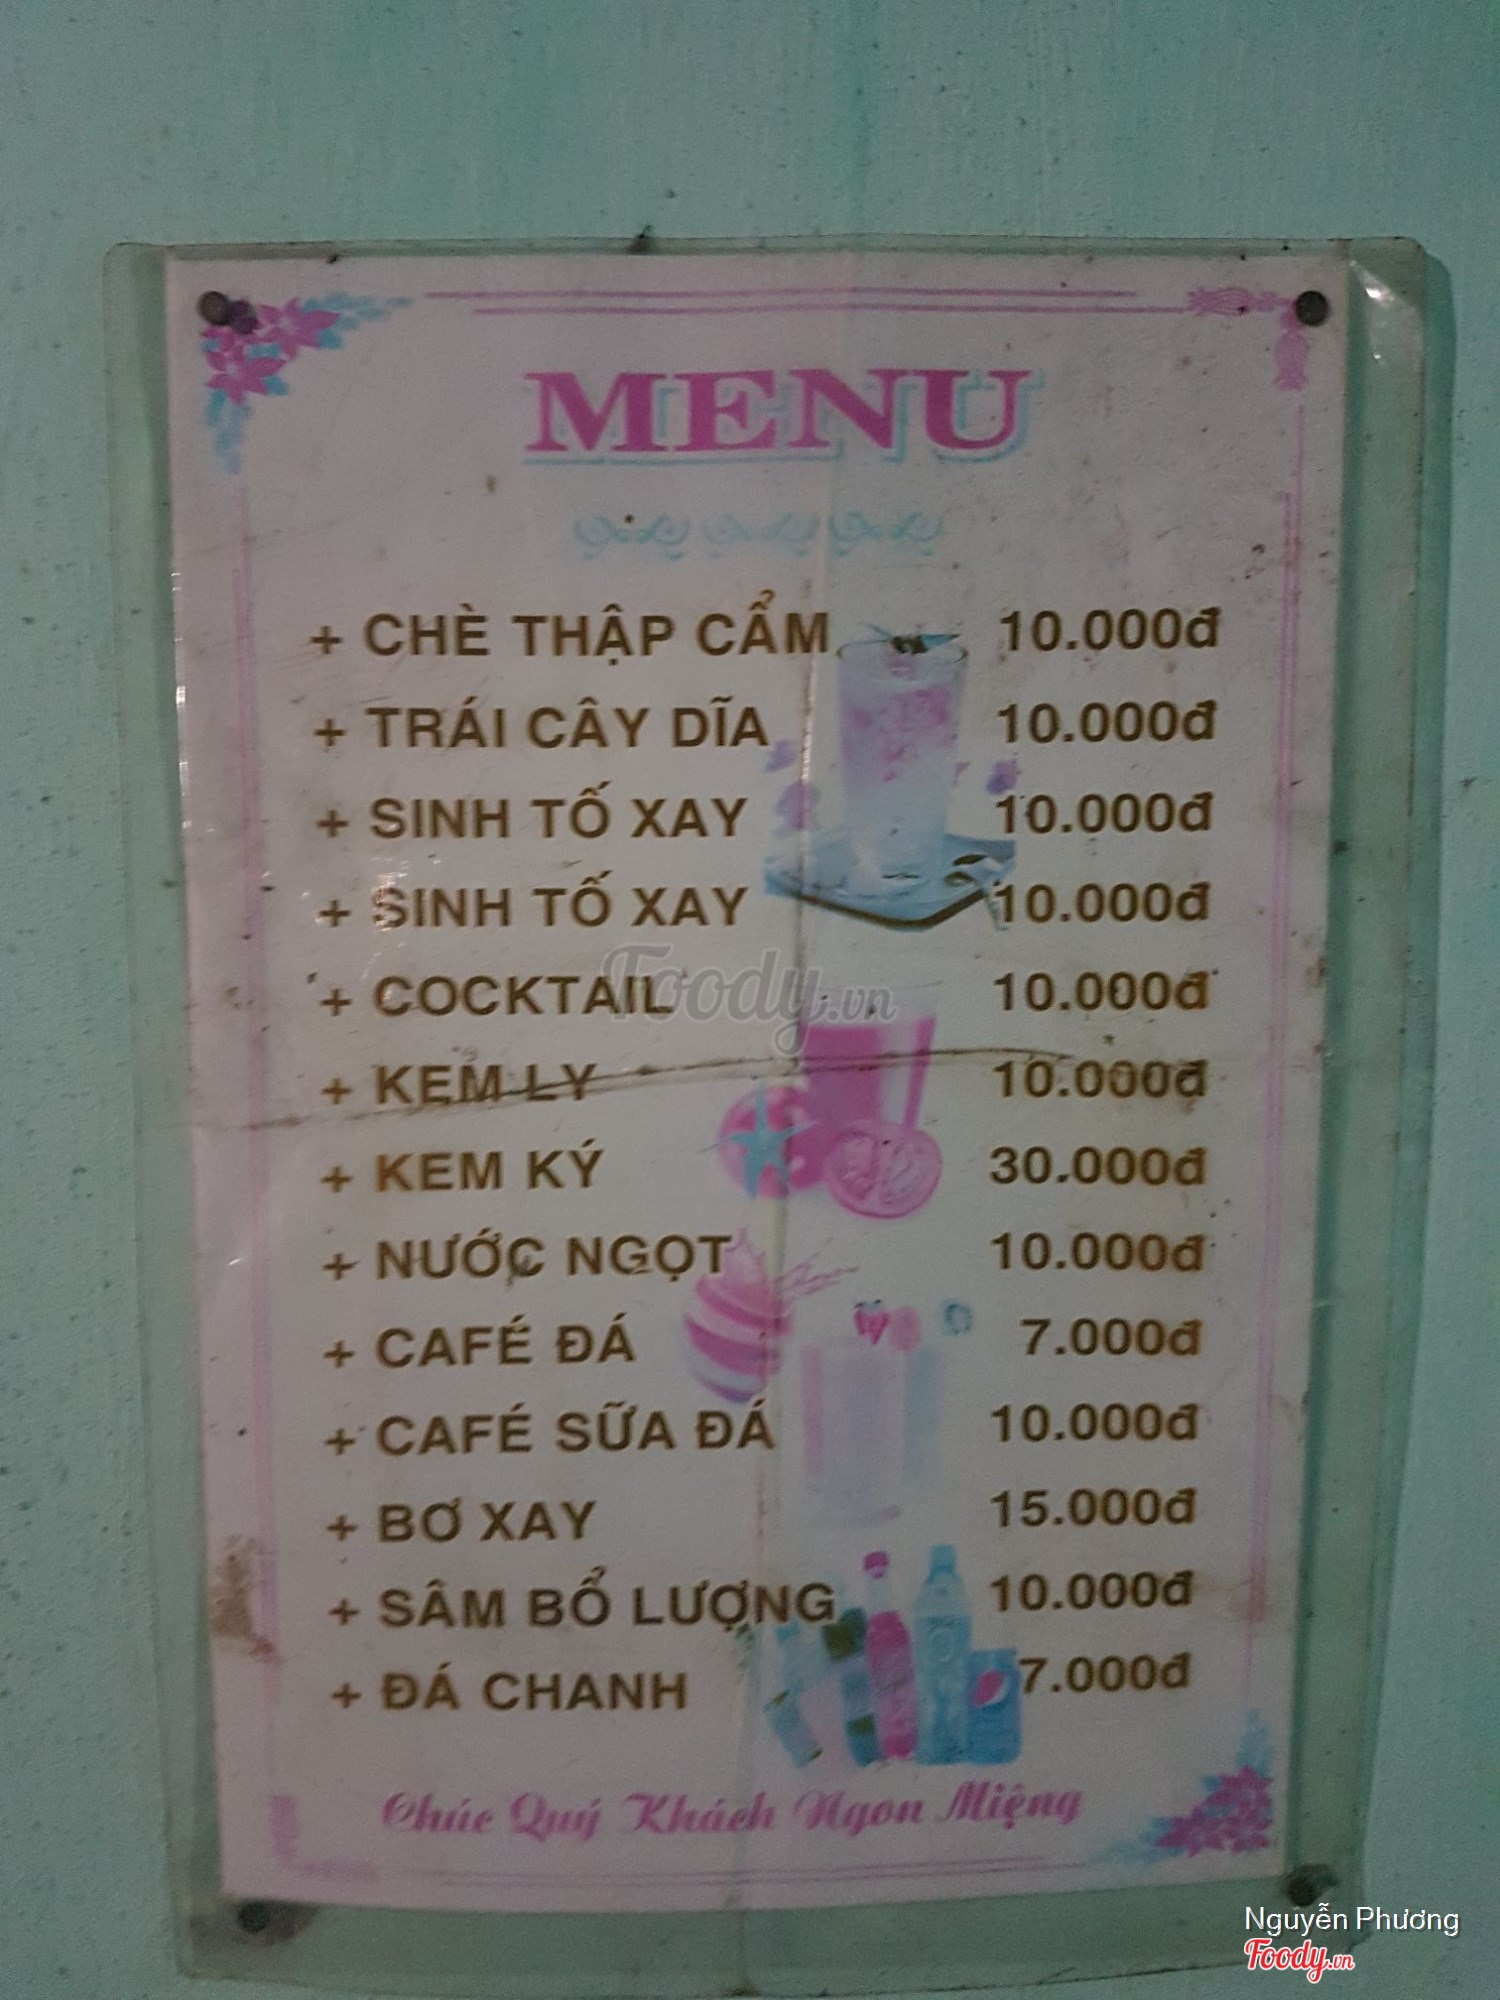 MENU
+ CHÈ THẬP CẨM 10.000đ
+ TRÁI CÂY DĨA 10.000đ
+ SINH TỐ XAY 10.000đ
+ SINH TỐ XAY 10.000đ
+ COCKTAIL 10.000đ
+ KEM LY 10.000đ
+ KEM KÝ 30.000đ
+ NƯỚC NGỌT 10.000đ
+ CAFÉ ĐÁ 7.000đ
+ CAFÉ SỮA ĐÁ 10.000đ
+ BƠ XAY 15.000đ
+ SÂM BỔ LƯỢNG 10.000đ
+ ĐÁ CHANH 7.000đ
Chúc Quý Khách Ngon Miệng
Foody.vn
Nguyễn Phương
Foody.vn